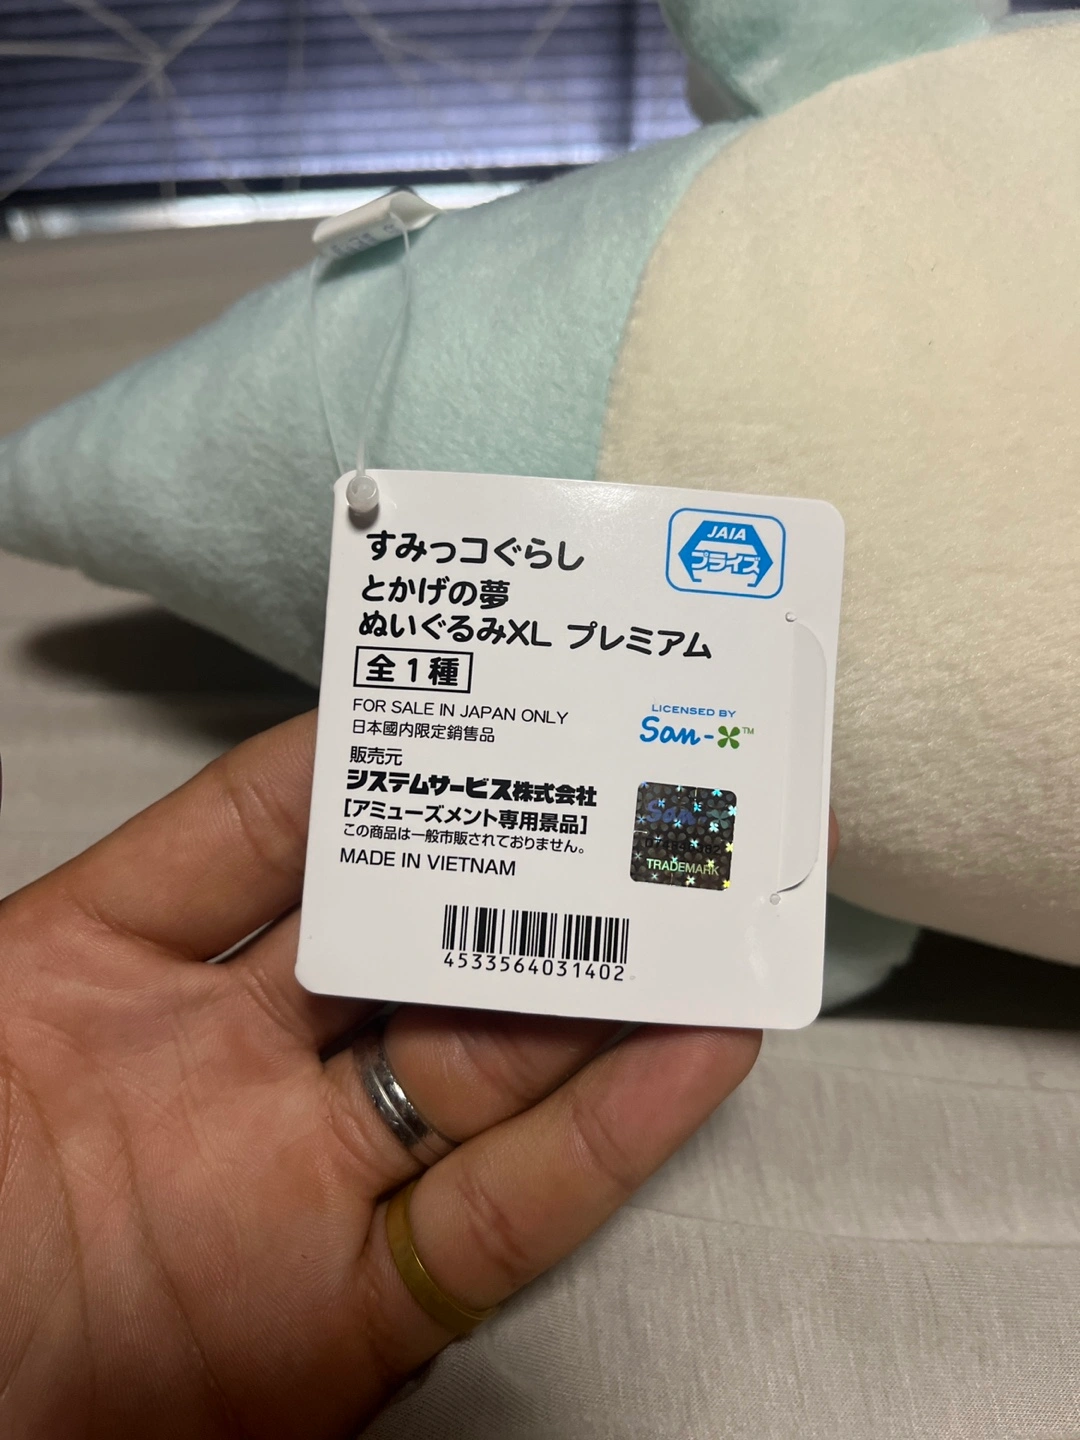 すみっコぐらし
とかげの夢
ぬいぐるみXL プレミアム
全1種
JAIA
プライズ
FOR SALE IN JAPAN ONLY
日本國内限定銷售品
販売元
システムサービス株式会社
[アミューズメント専用景品]
この商品は一般市販されておりません。
MADE IN VIETNAM
LICENSED BY
San-X™
San-
TRADEMARK
4533564031402